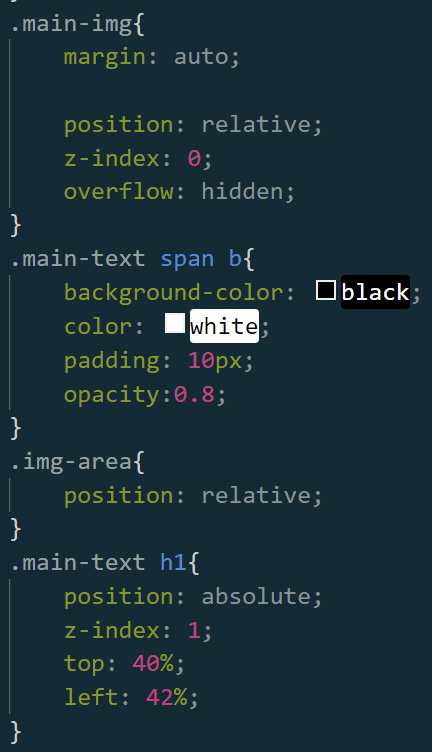 .main-img{
    margin: auto;

    position: relative;
    z-index: 0;
    overflow: hidden;
}
.main-text span b{
    background-color: black;
    color: white;
    padding: 10px;
    opacity:0.8;
}
.img-area{
    position: relative;
}
.main-text h1{
    position: absolute;
    z-index: 1;
    top: 40%;
    left: 42%;
}